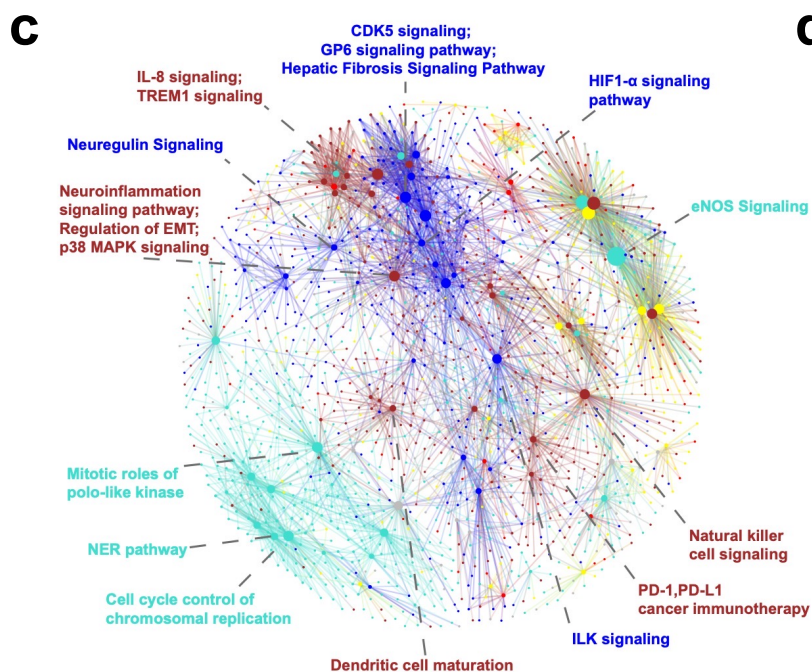 C
CDK5 signaling;
GP6 signaling pathway;
Hepatic Fibrosis Signaling Pathway
IL-8 signaling;
TREM1 signaling
HIF1-α signaling
pathway
Neuregulin Signaling
Neuroinflammation
signaling pathway;
Regulation of EMT;
p38 MAPK signaling
eNOS Signaling
Mitotic roles of
polo-like kinase
NER pathway
Cell cycle control of
chromosomal replication
Natural killer
cell signaling
PD-1,PD-L1
cancer immunotherapy
ILK signaling
Dendritic cell maturation